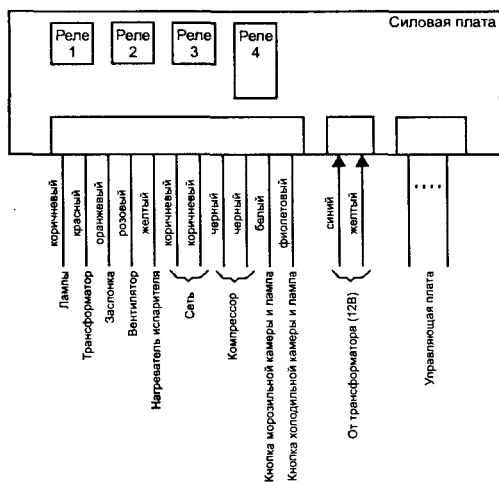 Силовая плата
Реле
1
Реле
2
Реле
3
Реле
4
коричневый
красный
оранжевый
розовый
желтый
коричневый
коричневый
черный
черный
белый
фиолетовый
синий
желтый
Лампы
Трансформатор
Заслонка
Вентилятор
Нагреватель испарителя
Сеть
Компрессор
Кнопка морозильной камеры и лампа
Кнопка холодильной камеры и лампа
От трансформатора (12В)
Управляющая плата